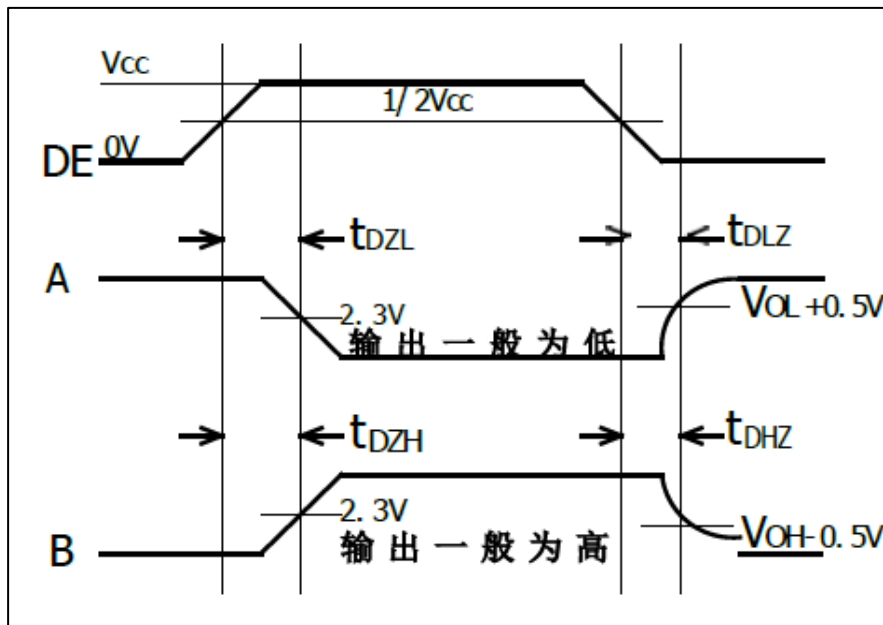 Vcc
1/2Vcc
DE 0V
tDZL
tDLZ
A
2.3V
VOL+0.5V
输出一般为低
tDZH
tDHZ
2.3V
B
VOH-0.5V
输出一般为高